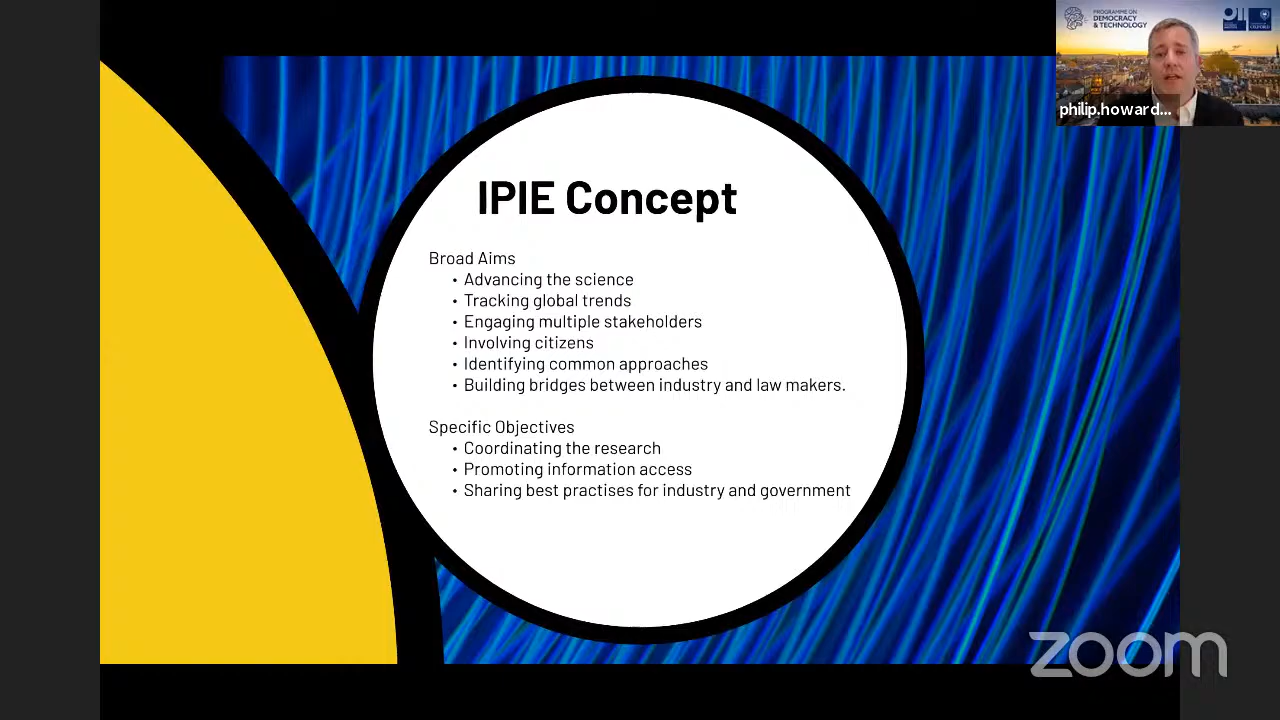 PROGRAMME ON
DEMOCRACY
& TECHNOLOGY
OII
OXFORD
philip.howard...
IPIE Concept
Broad Aims
• Advancing the science
• Tracking global trends
• Engaging multiple stakeholders
• Involving citizens
• Identifying common approaches
• Building bridges between industry and law makers.
Specific Objectives
• Coordinating the research
• Promoting information access
• Sharing best practises for industry and government
zoom